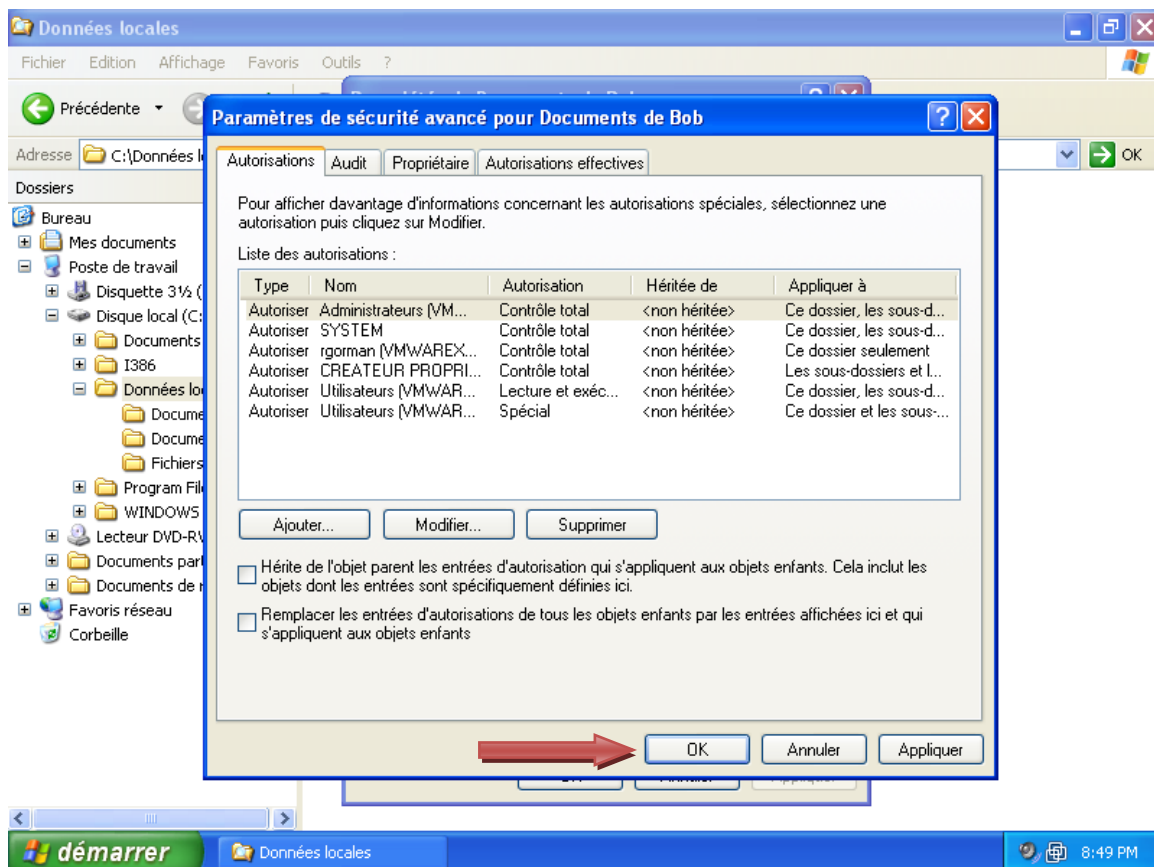 Données locales
Fichier Edition Affichage Favoris Outils ?
Précédente
Paramètres de sécurité avancé pour Documents de Bob
Adresse C:\Données l OK
Autorisations Audit Propriétaire Autorisations effectives
Dossiers
Bureau
Mes documents
Poste de travail
Disquette 3½ (
Disque local (C:
Documents
I386
Données lo
Docume
Docume
Fichiers
Program Fil
WINDOWS
Lecteur DVD-RV
Documents part
Documents de r
Favoris réseau
Corbeille
Pour afficher davantage d'informations concernant les autorisations spéciales, sélectionnez une
autorisation puis cliquez sur Modifier.
Liste des autorisations :
Type Nom Autorisation Héritée de Appliquer à
Autoriser Administrateurs (VM... Contrôle total <non héritée> Ce dossier, les sous-d...
Autoriser SYSTEM Contrôle total <non héritée> Ce dossier, les sous-d...
Autoriser rgorman (VMWAREX... Contrôle total <non héritée> Ce dossier seulement
Autoriser CREATEUR PROPRI... Contrôle total <non héritée> Les sous-dossiers et l...
Autoriser Utilisateurs (VMWAR... Lecture et exéc... <non héritée> Ce dossier, les sous-d...
Autoriser Utilisateurs (VMWAR... Spécial <non héritée> Ce dossier et les sous-...
Ajouter... Modifier... Supprimer
Hérite de l'objet parent les entrées d'autorisation qui s'appliquent aux objets enfants. Cela inclut les
objets dont les entrées sont spécifiquement définies ici.
Remplacer les entrées d'autorisations de tous les objets enfants par les entrées affichées ici et qui
s'appliquent aux objets enfants
OK Annuler Appliquer
démarrer Données locales 8:49 PM